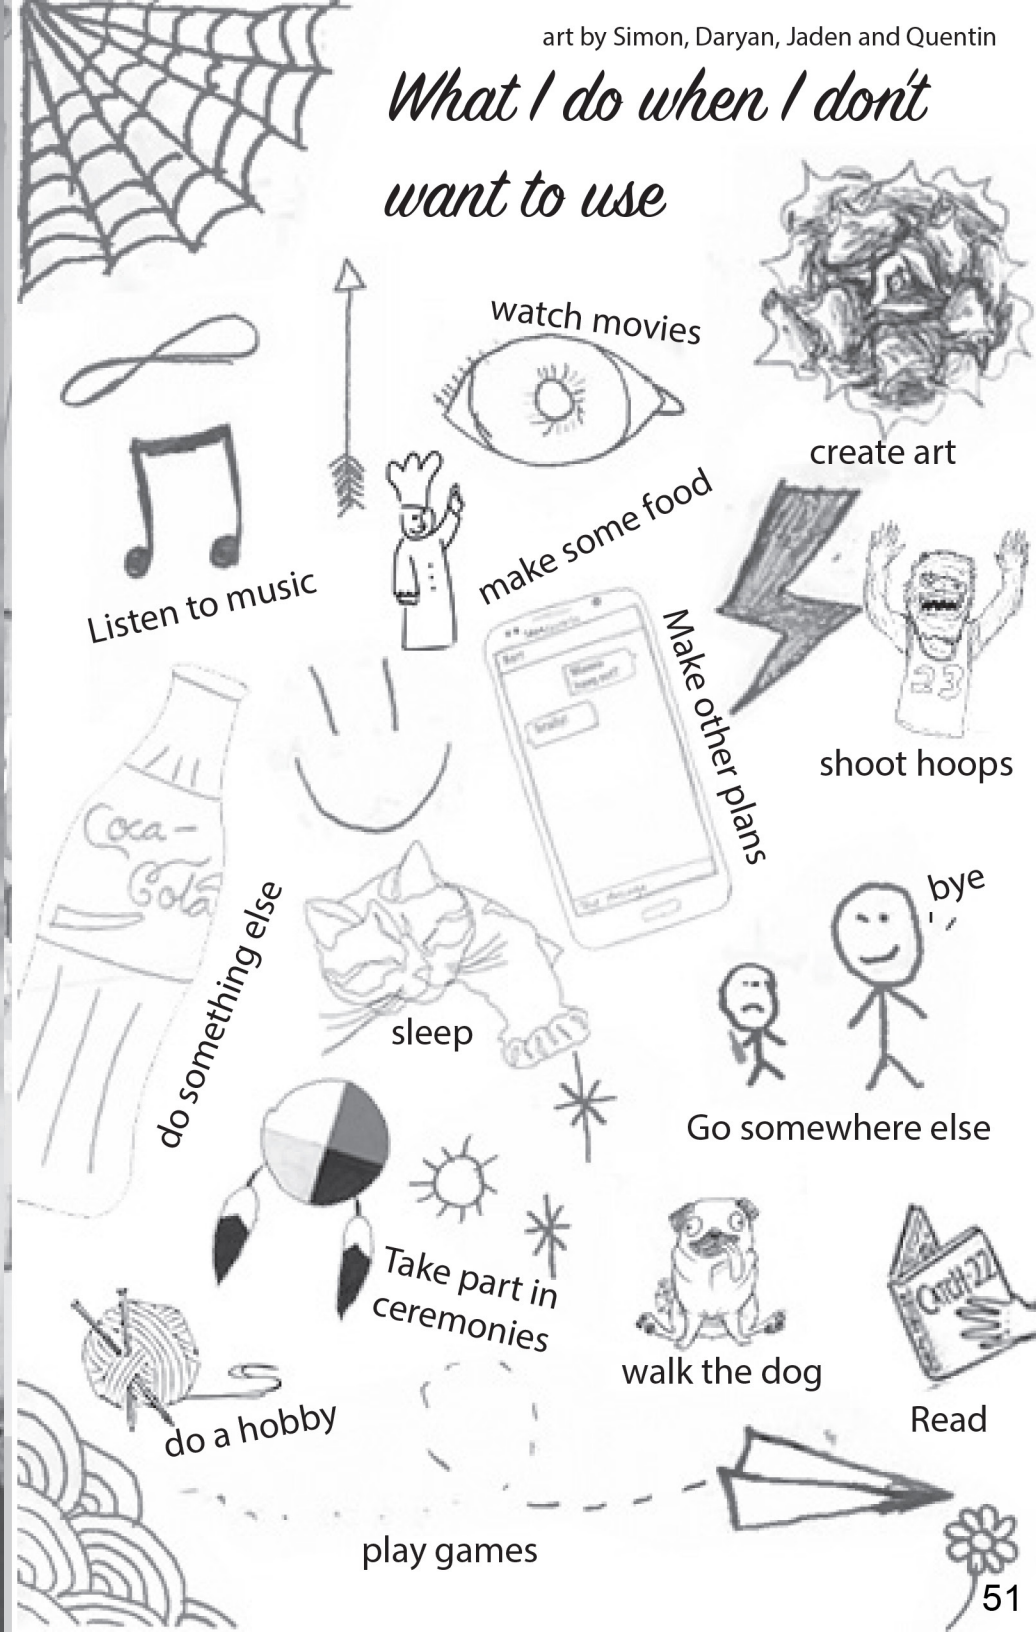 art by Simon, Daryan, Jaden and Quentin
What I do when I don't
want to use
watch movies
create art
make some food
Listen to music
Make other plans
23
shoot hoops
Coca-
Cola
do something else
bye
sleep
Go somewhere else
Take part in
ceremonies
CATCH-22
walk the dog
Read
do a hobby
play games
51